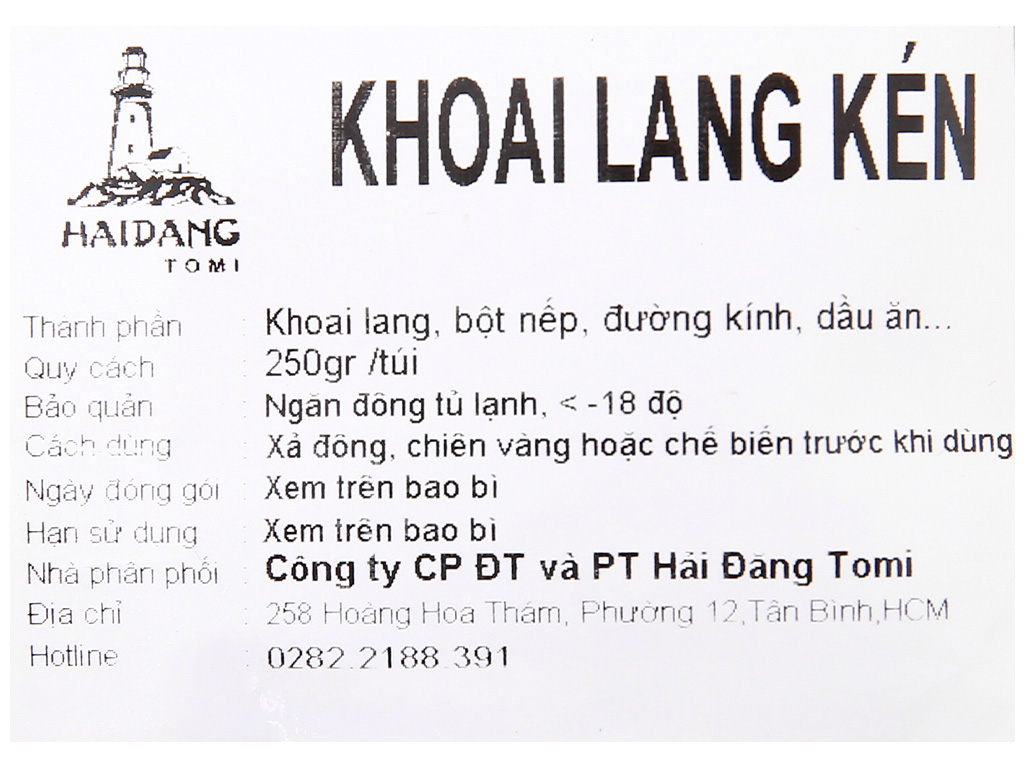 KHOAI LANG KÉN
HAIDANG
TOMI
Thành phần : Khoai lang, bột nếp, đường kính, dầu ăn...
Quy cách : 250gr /túi
Bảo quản : Ngăn đông tủ lạnh, < -18 độ
Cách dùng : Xả đông, chiên vàng hoặc chế biến trước khi dùng
Ngày đóng gói : Xem trên bao bì
Hạn sử dụng : Xem trên bao bì
Nhà phân phối : Công ty CP ĐT và PT Hải Đăng Tomi
Địa chỉ : 258 Hoàng Hoa Thám, Phường 12,Tân Bình,HCM
Hotline : 0282.2188.391